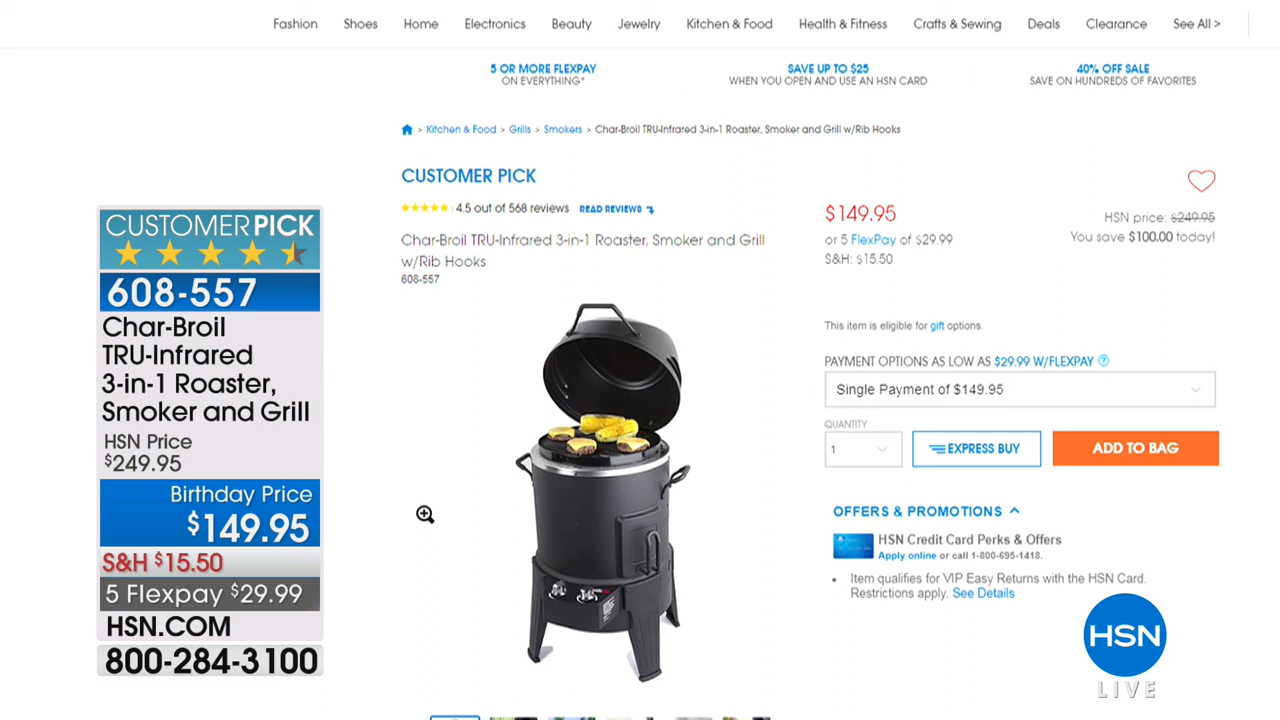 Fashion Shoes Home Electronics Beauty Jewelry Kitchen & Food Health & Fitness Crafts & Sewing Deals Clearance See All >
5 OR MORE FLEXPAY
ON EVERYTHING*
SAVE UP TO $25
WHEN YOU OPEN AND USE AN HSN CARD
40% OFF SALE
SAVE ON HUNDREDS OF FAVORITES
> Kitchen & Food > Grills > Smokers > Char-Broil TRU-Infrared 3-in-1 Roaster, Smoker and Grill w/Rib Hooks
CUSTOMER PICK
608-557
Char-Broil
TRU-Infrared
3-in-1 Roaster,
Smoker and Grill
HSN Price
$249.95
Birthday Price
$149.95
S&H $15.50
5 Flexpay $29.99
HSN.COM
800-284-3100
CUSTOMER PICK
4.5 out of 568 reviews READ REVIEWS
Char-Broil TRU-Infrared 3-in-1 Roaster, Smoker and Grill
w/Rib Hooks
608-557
$149.95
or 5 FlexPay of $29.99
S&H: $15.50
HSN price: $249.95
You save $100.00 today!
This item is eligible for gift options.
PAYMENT OPTIONS AS LOW AS $29.99 W/FLEXPAY ?
Single Payment of $149.95
QUANTITY
1
EXPRESS BUY
ADD TO BAG
OFFERS & PROMOTIONS
HSN Credit Card Perks & Offers
Apply online or call 1-800-695-1418.
• Item qualifies for VIP Easy Returns with the HSN Card.
Restrictions apply. See Details
HSN
LIVE